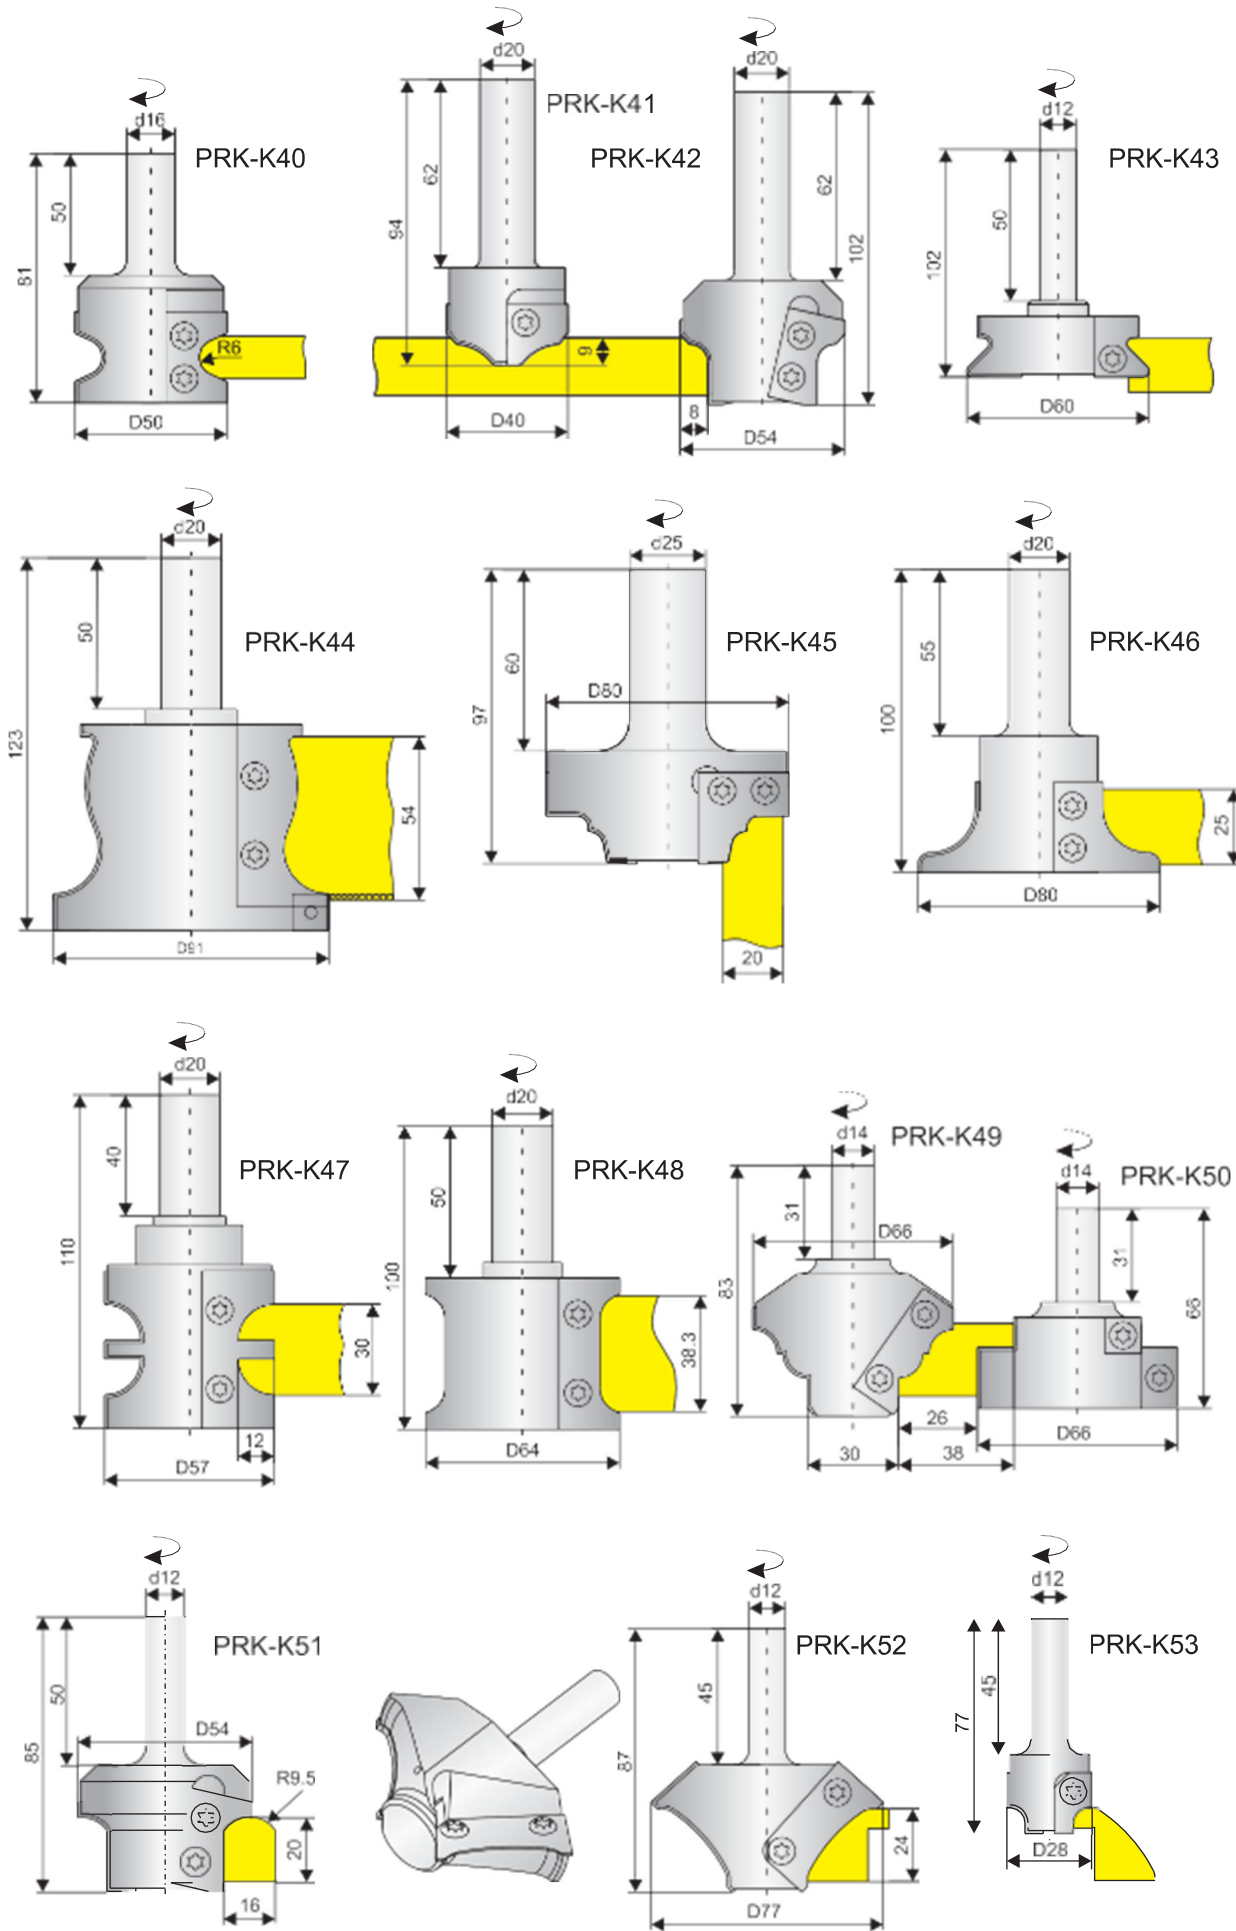 d16
PRK-K40
50
81
R6
D50
d20
PRK-K41
62
94
9
D40
d20
PRK-K42
62
102
8
D54
d12
PRK-K43
50
102
D60
d20
PRK-K44
50
123
54
D91
d25
PRK-K45
60
97
D80
20
d20
PRK-K46
55
100
25
D80
d20
PRK-K47
40
110
30
12
D57
d20
PRK-K48
50
100
38.3
D64
d14
PRK-K49
31
D66
83
26
30
38
d14
PRK-K50
31
66
D66
d12
PRK-K51
50
85
D54
R9.5
20
16
d12
PRK-K52
45
87
24
D77
d12
PRK-K53
45
77
D28